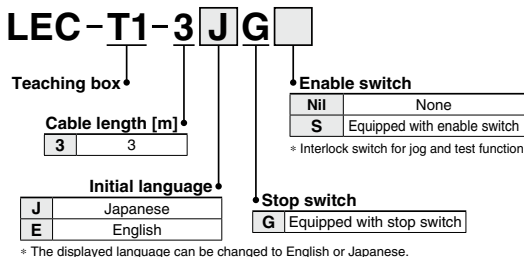 LEC-T1-3JG
Teaching box
Enable switch
Nil None
S Equipped with enable switch
∗ Interlock switch for jog and test function
Cable length [m]
3 3
Initial language
J Japanese
E English
Stop switch
G Equipped with stop switch
∗ The displayed language can be changed to English or Japanese.